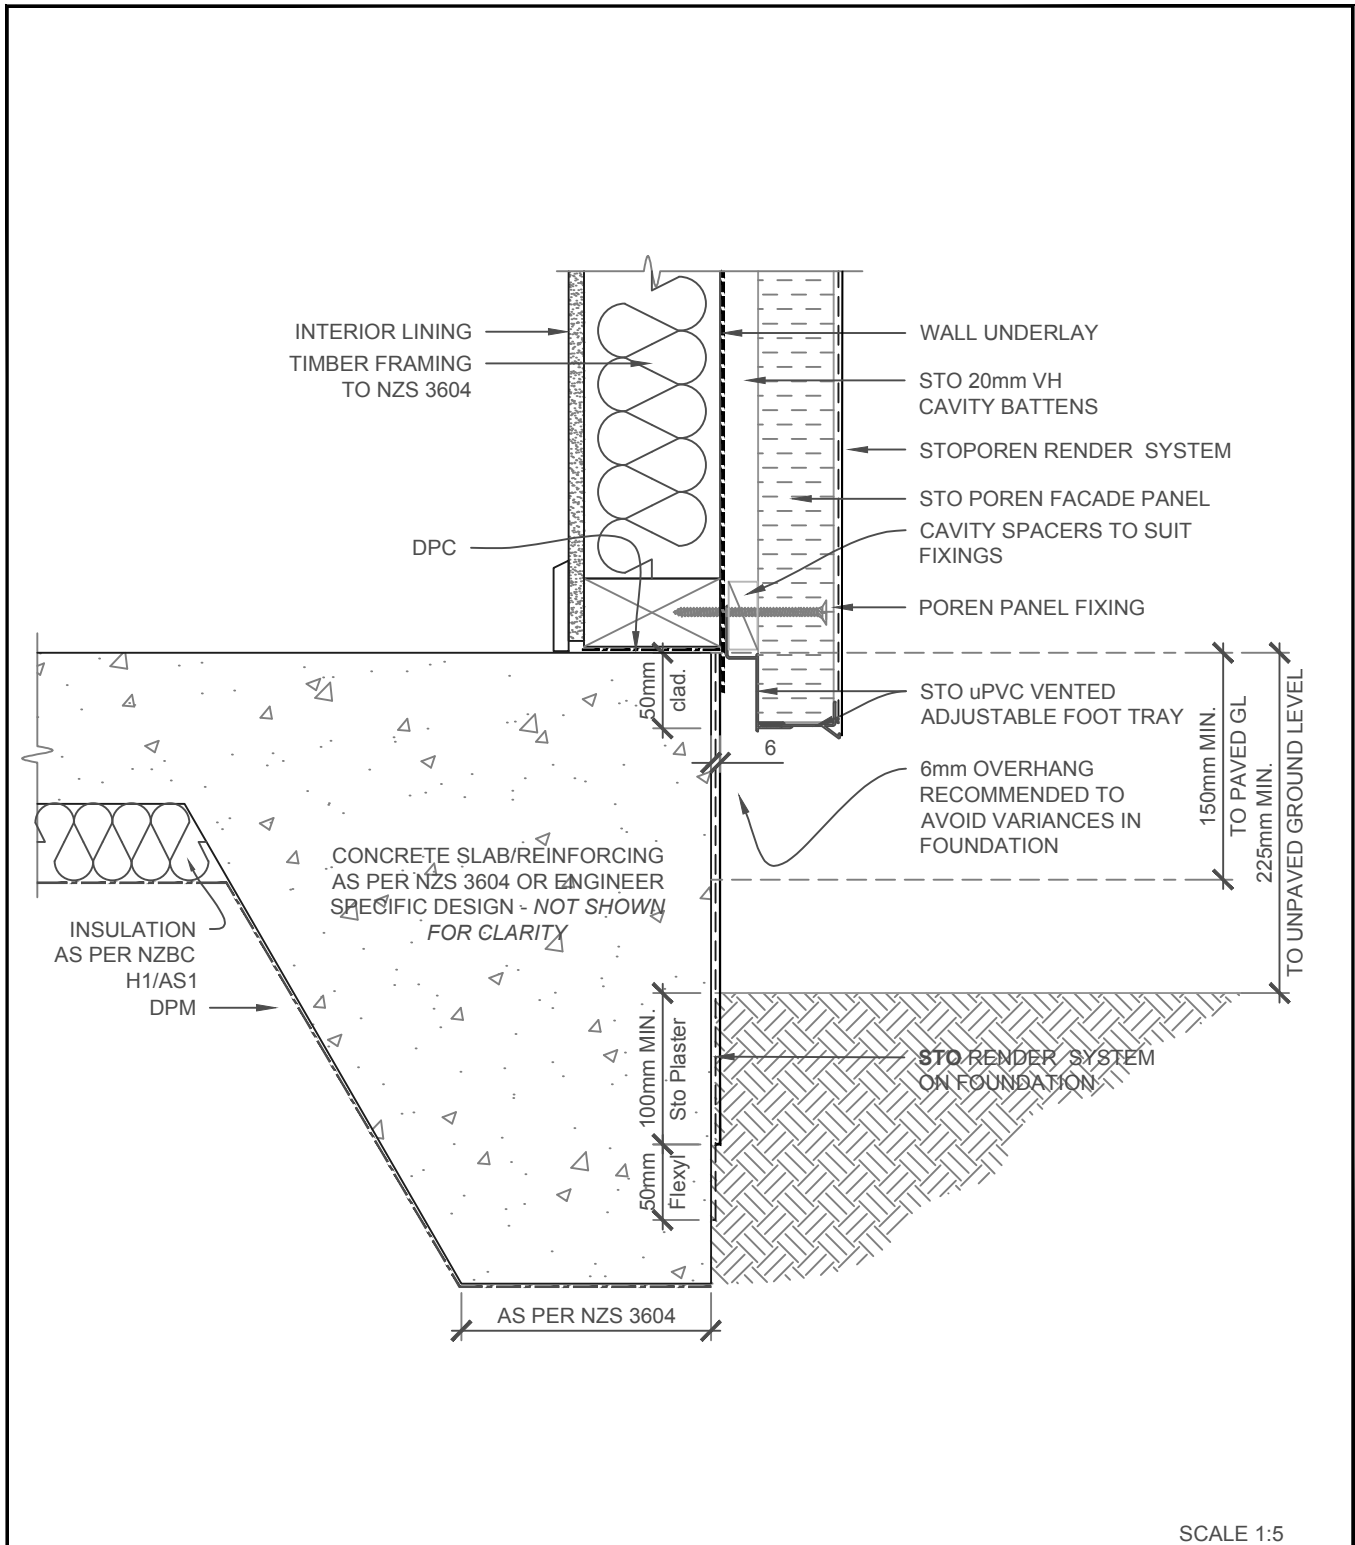 INTERIOR LINING
TIMBER FRAMING
TO NZS 3604
DPC
WALL UNDERLAY
STO 20mm VH
CAVITY BATTENS
STOPOREN RENDER SYSTEM
STO POREN FACADE PANEL
CAVITY SPACERS TO SUIT
FIXINGS
POREN PANEL FIXING
50mm
clad.
STO uPVC VENTED
ADJUSTABLE FOOT TRAY
6
6mm OVERHANG
RECOMMENDED TO
AVOID VARIANCES IN
FOUNDATION
150mm MIN.
TO PAVED GL
225mm MIN.
TO UNPAVED GROUND LEVEL
CONCRETE SLAB/REINFORCING
AS PER NZS 3604 OR ENGINEER
SPECIFIC DESIGN - NOT SHOWN
FOR CLARITY
INSULATION
AS PER NZBC
H1/AS1
DPM
100mm MIN.
Sto Plaster
50mm
Flexyl
STO RENDER SYSTEM
ON FOUNDATION
AS PER NZS 3604
SCALE 1:5